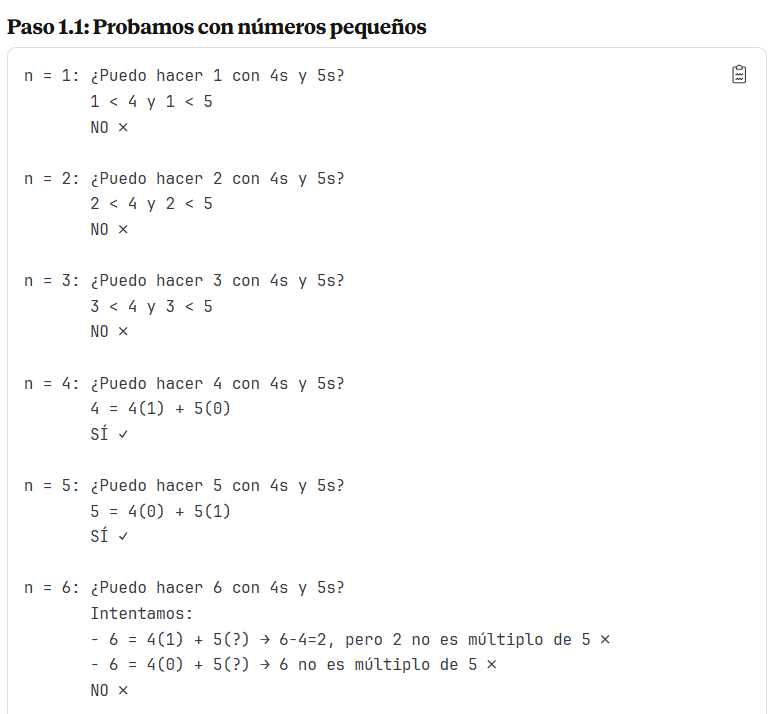 Paso 1.1: Probamos con números pequeños
n = 1: ¿Puedo hacer 1 con 4s y 5s?
1 < 4 y 1 < 5
NO ×
n = 2: ¿Puedo hacer 2 con 4s y 5s?
2 < 4 y 2 < 5
NO ×
n = 3: ¿Puedo hacer 3 con 4s y 5s?
3 < 4 y 3 < 5
NO ×
n = 4: ¿Puedo hacer 4 con 4s y 5s?
4 = 4(1) + 5(0)
SÍ ✓
n = 5: ¿Puedo hacer 5 con 4s y 5s?
5 = 4(0) + 5(1)
SÍ ✓
n = 6: ¿Puedo hacer 6 con 4s y 5s?
Intentamos:
- 6 = 4(1) + 5(?) → 6-4=2, pero 2 no es múltiplo de 5 ×
- 6 = 4(0) + 5(?) → 6 no es múltiplo de 5 ×
NO ×